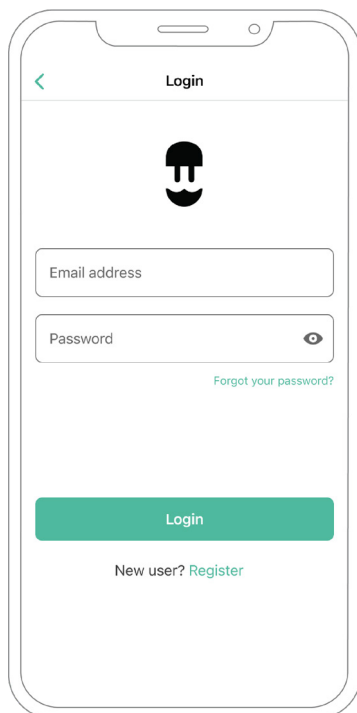 Login
Email address
Password
Forgot your password?
Login
New user? Register